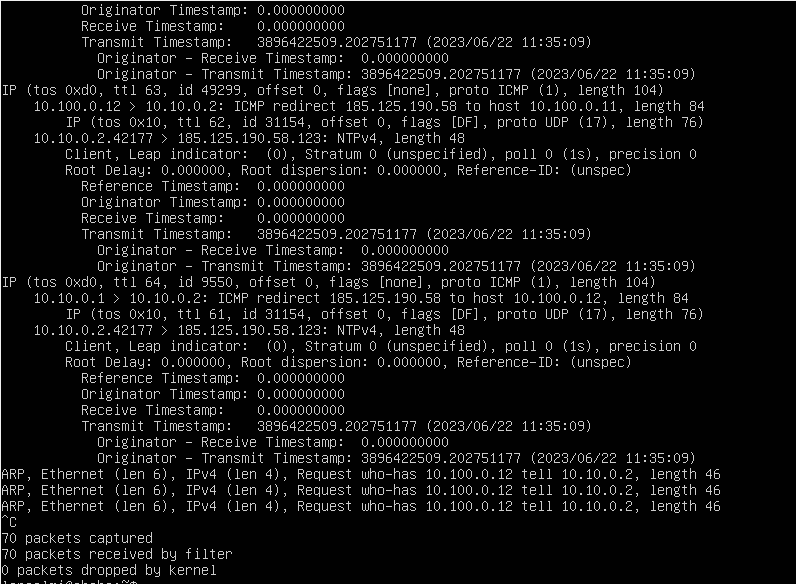 Originator Timestamp: 0.000000000
Receive Timestamp: 0.000000000
Transmit Timestamp: 3896422509.202751177 (2023/06/22 11:35:09)
Originator - Receive Timestamp: 0.000000000
Originator - Transmit Timestamp: 3896422509.202751177 (2023/06/22 11:35:09)
IP (tos 0xd0, ttl 63, id 49299, offset 0, flags [none], proto ICMP (1), length 104)
10.100.0.12 > 10.10.0.2: ICMP redirect 185.125.190.58 to host 10.100.0.11, length 84
IP (tos 0x10, ttl 62, id 31154, offset 0, flags [DF], proto UDP (17), length 76)
10.10.0.2.42177 > 185.125.190.58.123: NTPv4, length 48
Client, Leap indicator:  (0), Stratum 0 (unspecified), poll 0 (1s), precision 0
Root Delay: 0.000000, Root dispersion: 0.000000, Reference-ID: (unspec)
Reference Timestamp: 0.000000000
Originator Timestamp: 0.000000000
Receive Timestamp: 0.000000000
Transmit Timestamp: 3896422509.202751177 (2023/06/22 11:35:09)
Originator - Receive Timestamp: 0.000000000
Originator - Transmit Timestamp: 3896422509.202751177 (2023/06/22 11:35:09)
IP (tos 0xd0, ttl 64, id 9550, offset 0, flags [none], proto ICMP (1), length 104)
10.10.0.1 > 10.10.0.2: ICMP redirect 185.125.190.58 to host 10.100.0.12, length 84
IP (tos 0x10, ttl 61, id 31154, offset 0, flags [DF], proto UDP (17), length 76)
10.10.0.2.42177 > 185.125.190.58.123: NTPv4, length 48
Client, Leap indicator:  (0), Stratum 0 (unspecified), poll 0 (1s), precision 0
Root Delay: 0.000000, Root dispersion: 0.000000, Reference-ID: (unspec)
Reference Timestamp: 0.000000000
Originator Timestamp: 0.000000000
Receive Timestamp: 0.000000000
Transmit Timestamp: 3896422509.202751177 (2023/06/22 11:35:09)
Originator - Receive Timestamp: 0.000000000
Originator - Transmit Timestamp: 3896422509.202751177 (2023/06/22 11:35:09)
ARP, Ethernet (len 6), IPv4 (len 4), Request who-has 10.100.0.12 tell 10.10.0.2, length 46
ARP, Ethernet (len 6), IPv4 (len 4), Request who-has 10.100.0.12 tell 10.10.0.2, length 46
ARP, Ethernet (len 6), IPv4 (len 4), Request who-has 10.100.0.12 tell 10.10.0.2, length 46
^C
70 packets captured
70 packets received by filter
0 packets dropped by kernel